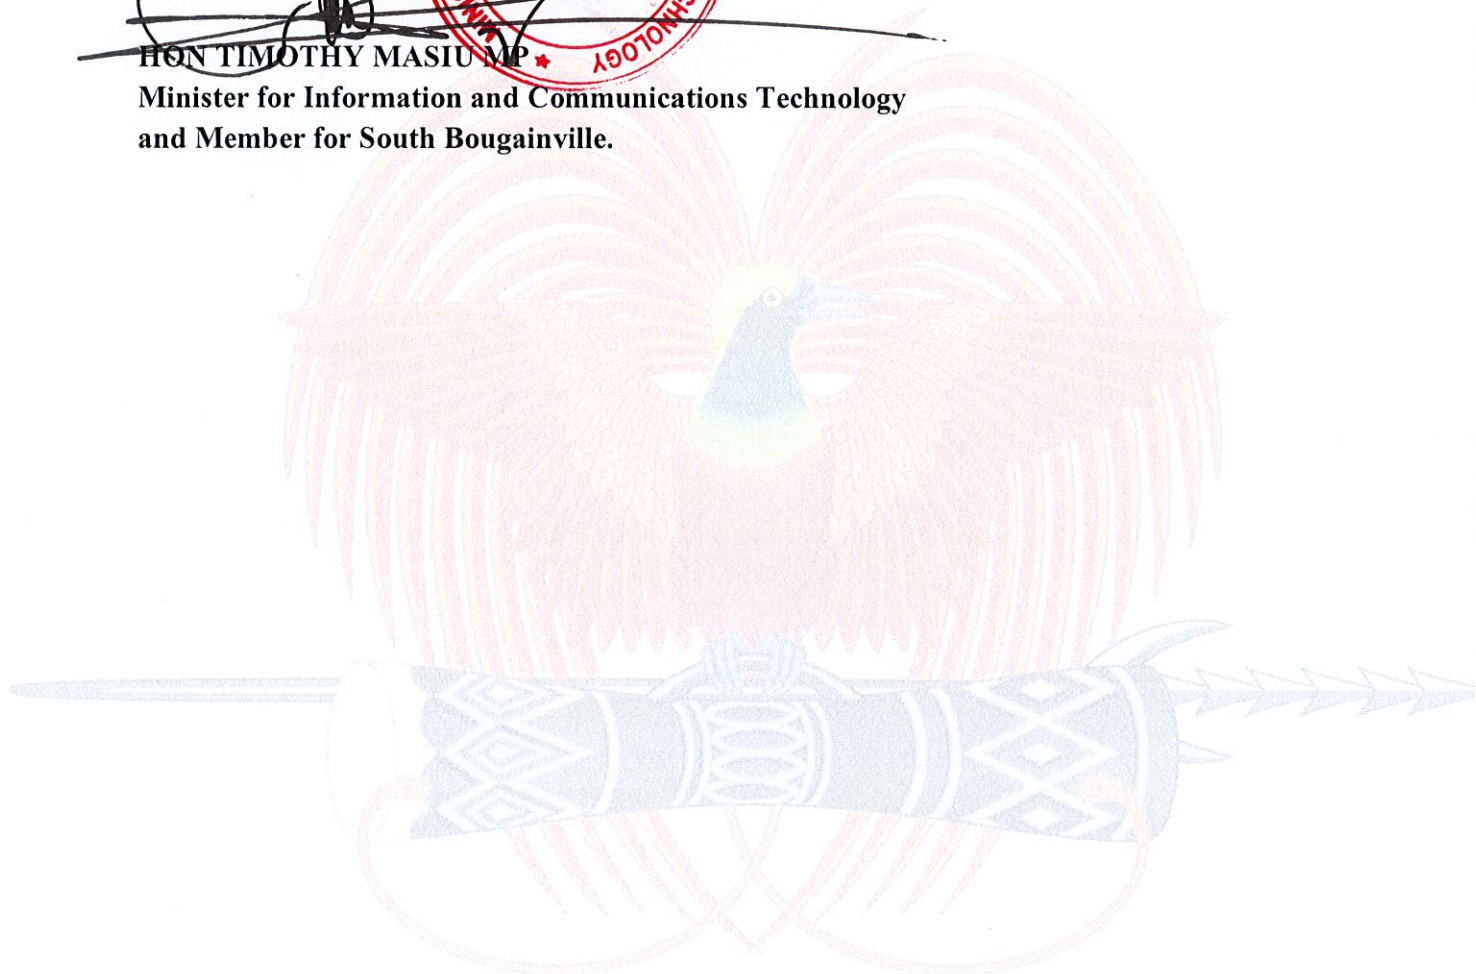 HON TIMOTHY MASIU MP
Minister for Information and Communications Technology
and Member for South Bougainville.